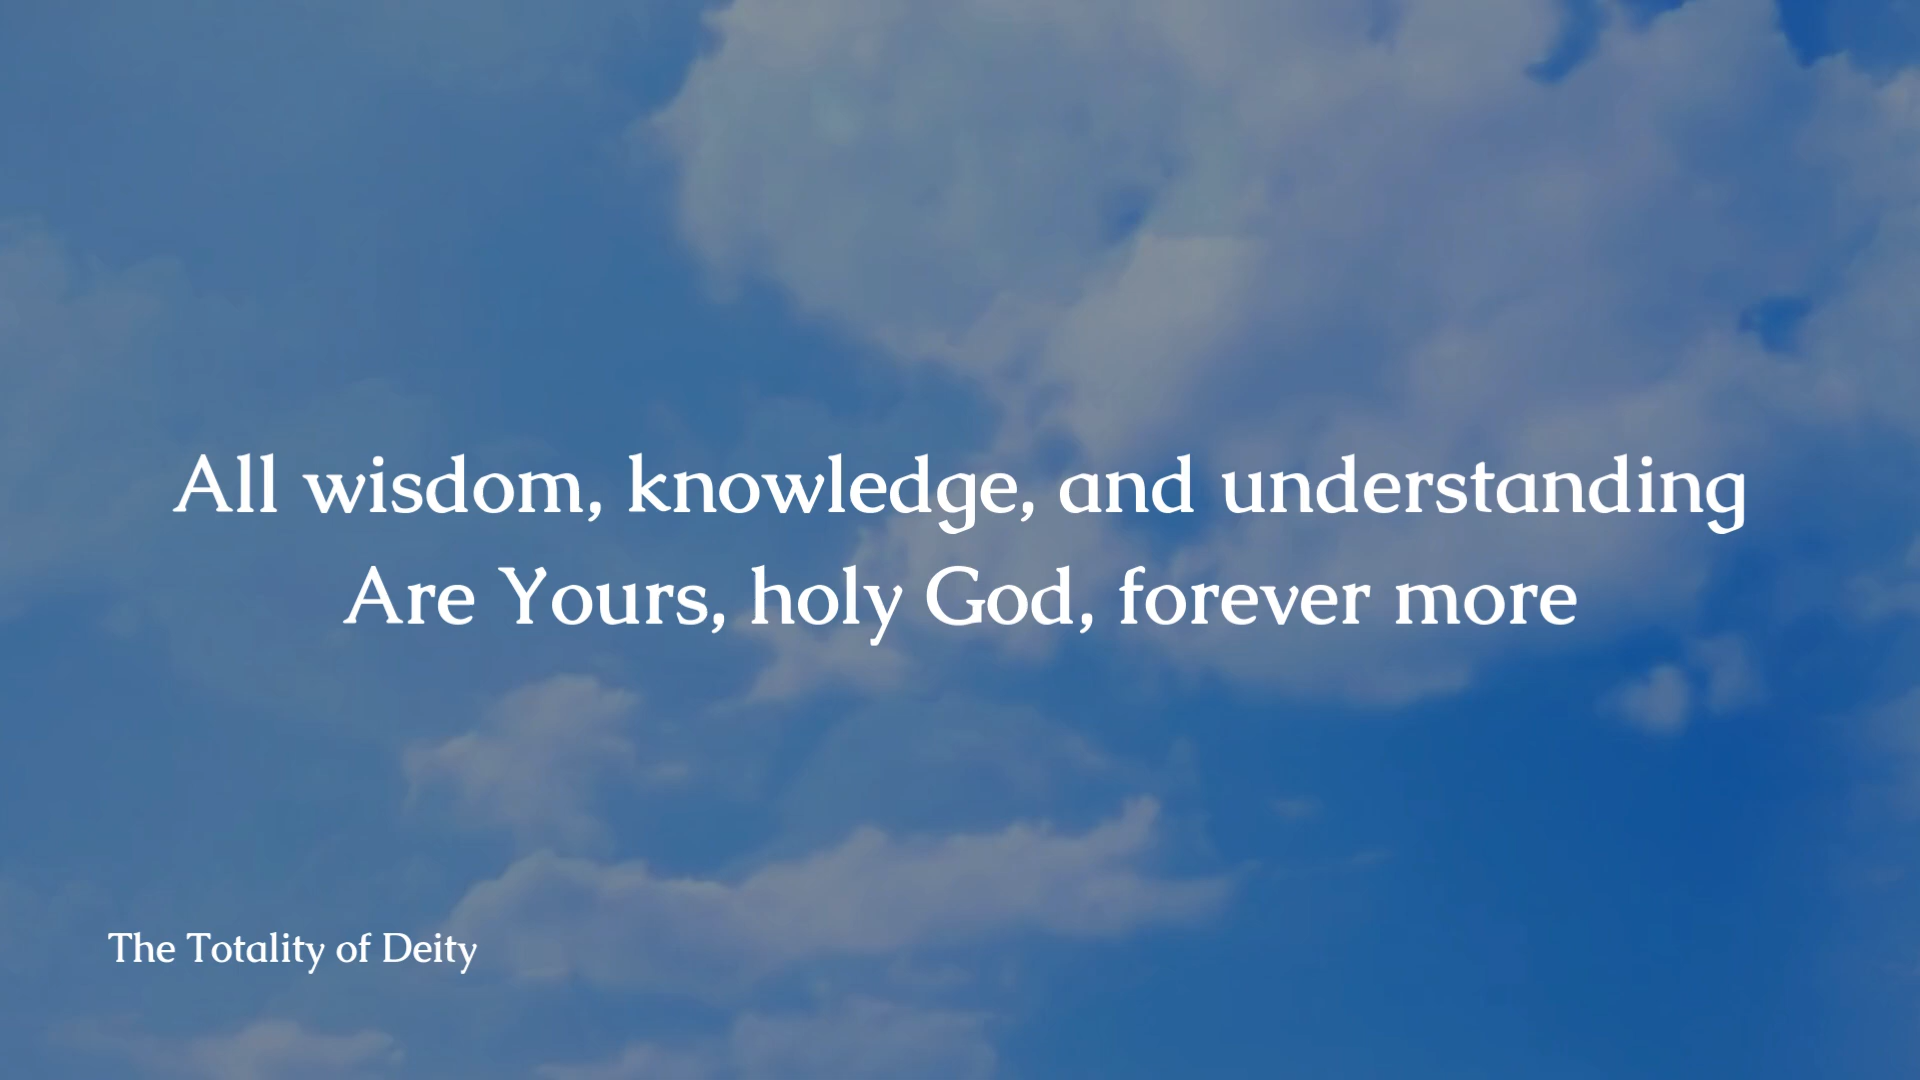 All wisdom, knowledge, and understanding
Are Yours, holy God, forever more
The Totality of Deity